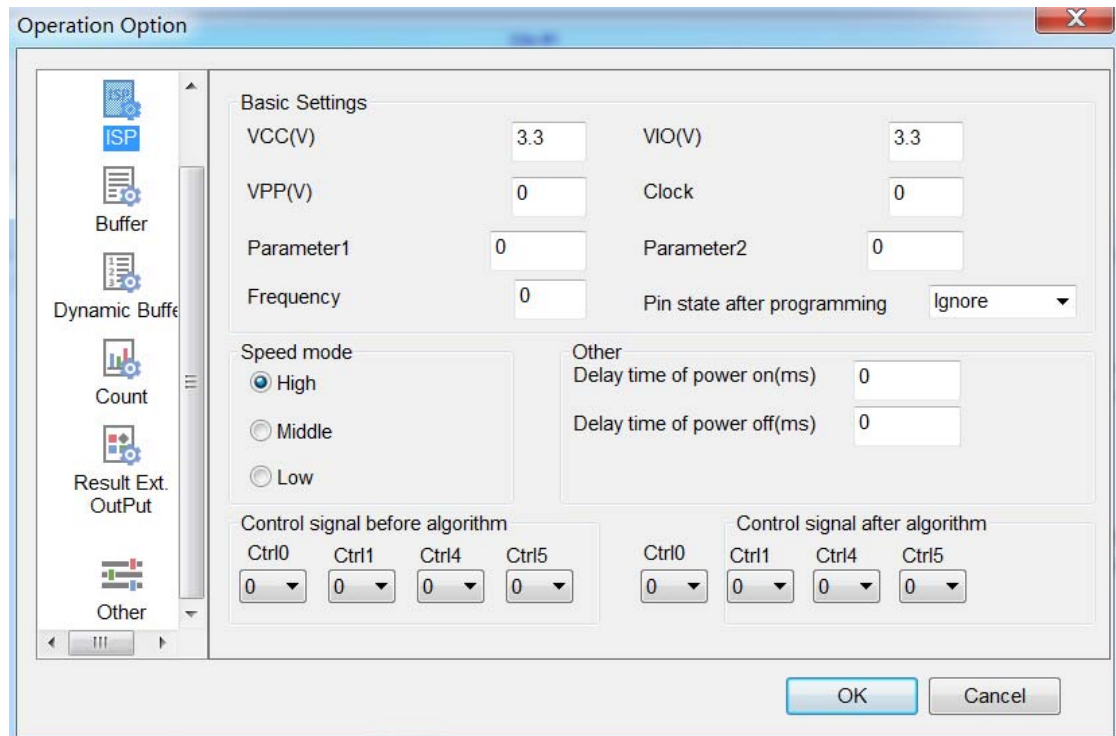 Operation Option
X
ISP
ISP
Buffer
1
2
3
Dynamic Buffe
Count
Result Ext.
OutPut
Other
Basic Settings
VCC(V) 3.3 VIO(V) 3.3
VPP(V) 0 Clock 0
Parameter1 0 Parameter2 0
Frequency 0 Pin state after programming Ignore
Speed mode
High
Middle
Low
Other
Delay time of power on(ms) 0
Delay time of power off(ms) 0
Control signal before algorithm
Ctrl0 Ctrl1 Ctrl4 Ctrl5
0 0 0 0
Control signal after algorithm
Ctrl0 Ctrl1 Ctrl4 Ctrl5
0 0 0 0
OK Cancel